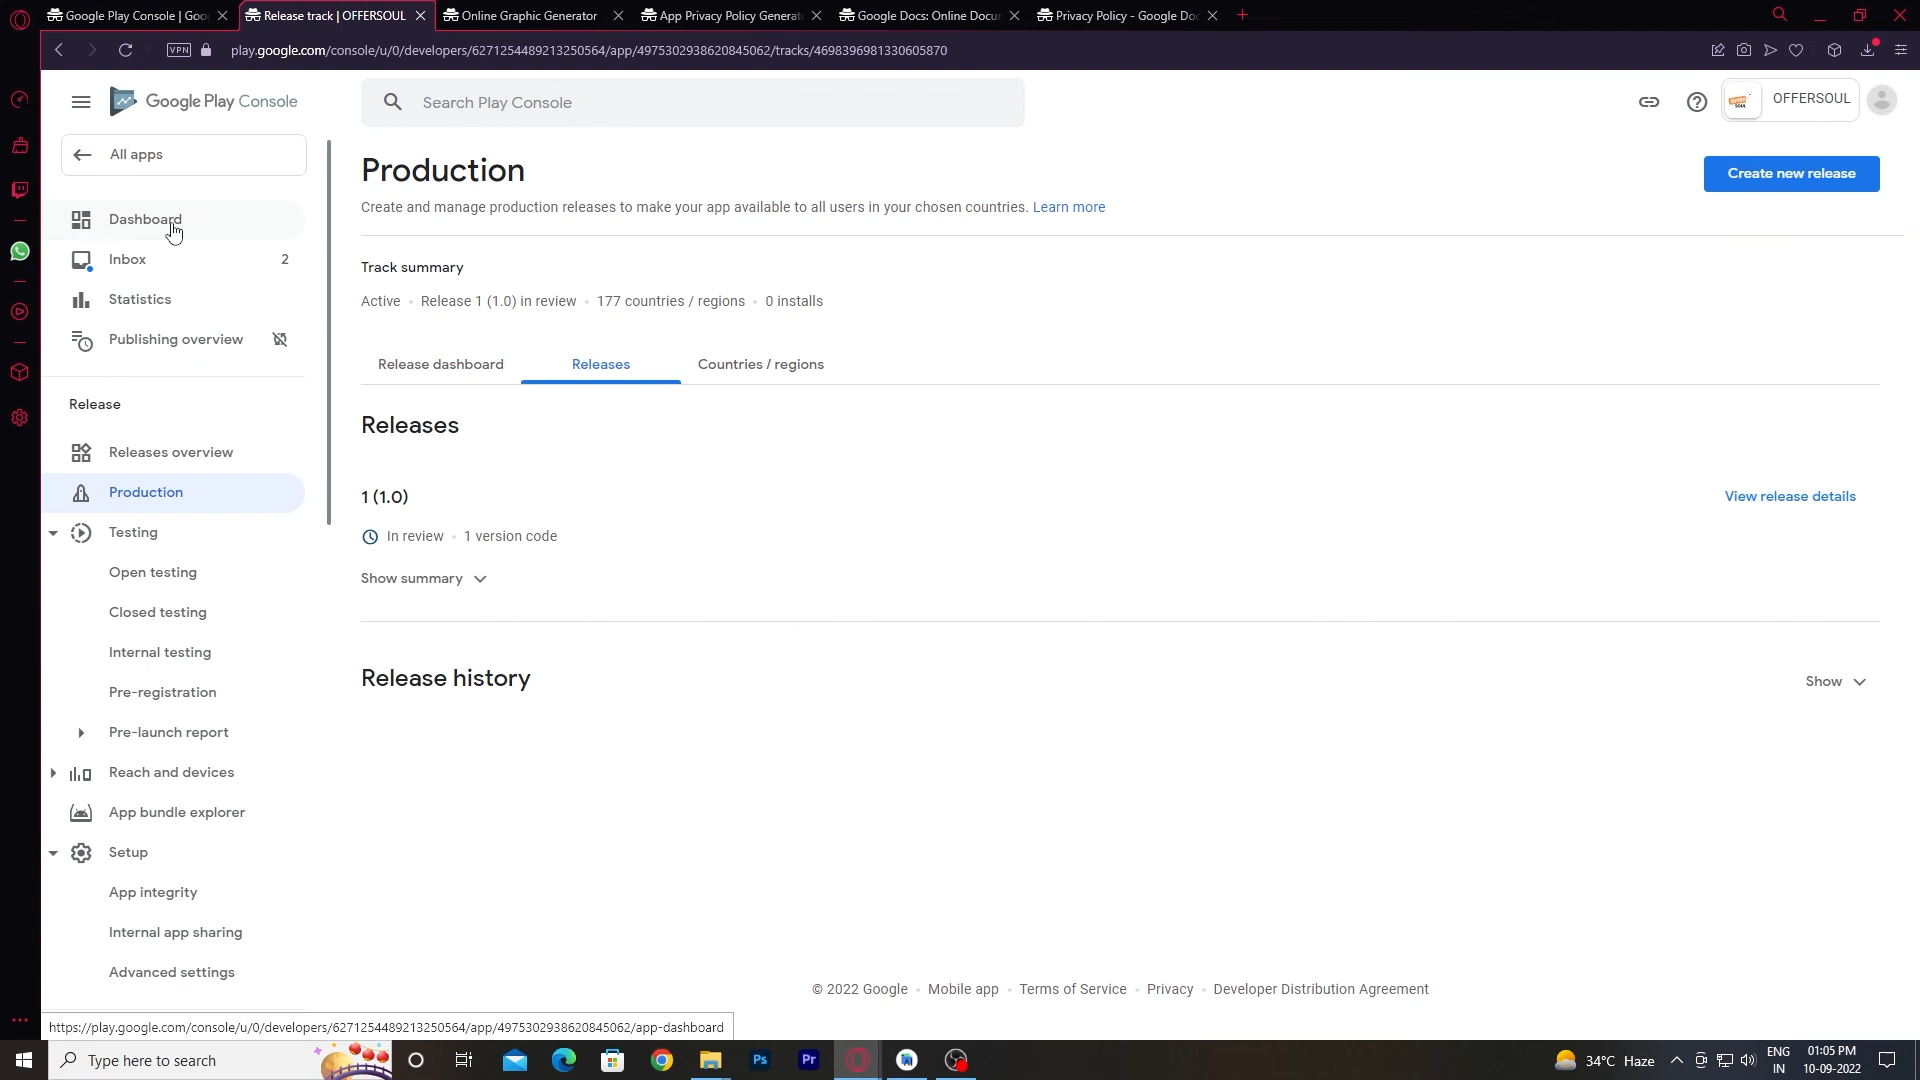 Google Play Console | Goo
Release track | OFFERSOUL
Online Graphic Generator
App Privacy Policy Generat
Google Docs: Online Docu
Privacy Policy - Google Do
VPN
play.google.com/console/u/0/developers/6271254489213250564/app/4975302938620845062/tracks/4698396981330605870
Google Play Console
Search Play Console
OFFERSOUL
All apps
Dashboard
Inbox
2
Statistics
Publishing overview
Release
Releases overview
Production
Testing
Open testing
Closed testing
Internal testing
Pre-registration
Pre-launch report
Reach and devices
App bundle explorer
Setup
App integrity
Internal app sharing
Advanced settings
Production
Create new release
Create and manage production releases to make your app available to all users in your chosen countries. Learn more
Track summary
Active • Release 1 (1.0) in review • 177 countries / regions • 0 installs
Release dashboard
Releases
Countries / regions
Releases
1 (1.0)
View release details
In review • 1 version code
Show summary
Release history
Show
© 2022 Google • Mobile app • Terms of Service • Privacy • Developer Distribution Agreement
https://play.google.com/console/u/0/developers/6271254489213250564/app/4975302938620845062/app-dashboard
Type here to search
Ps
Pr
34°C Haze
ENG
IN
01:05 PM
10-09-2022